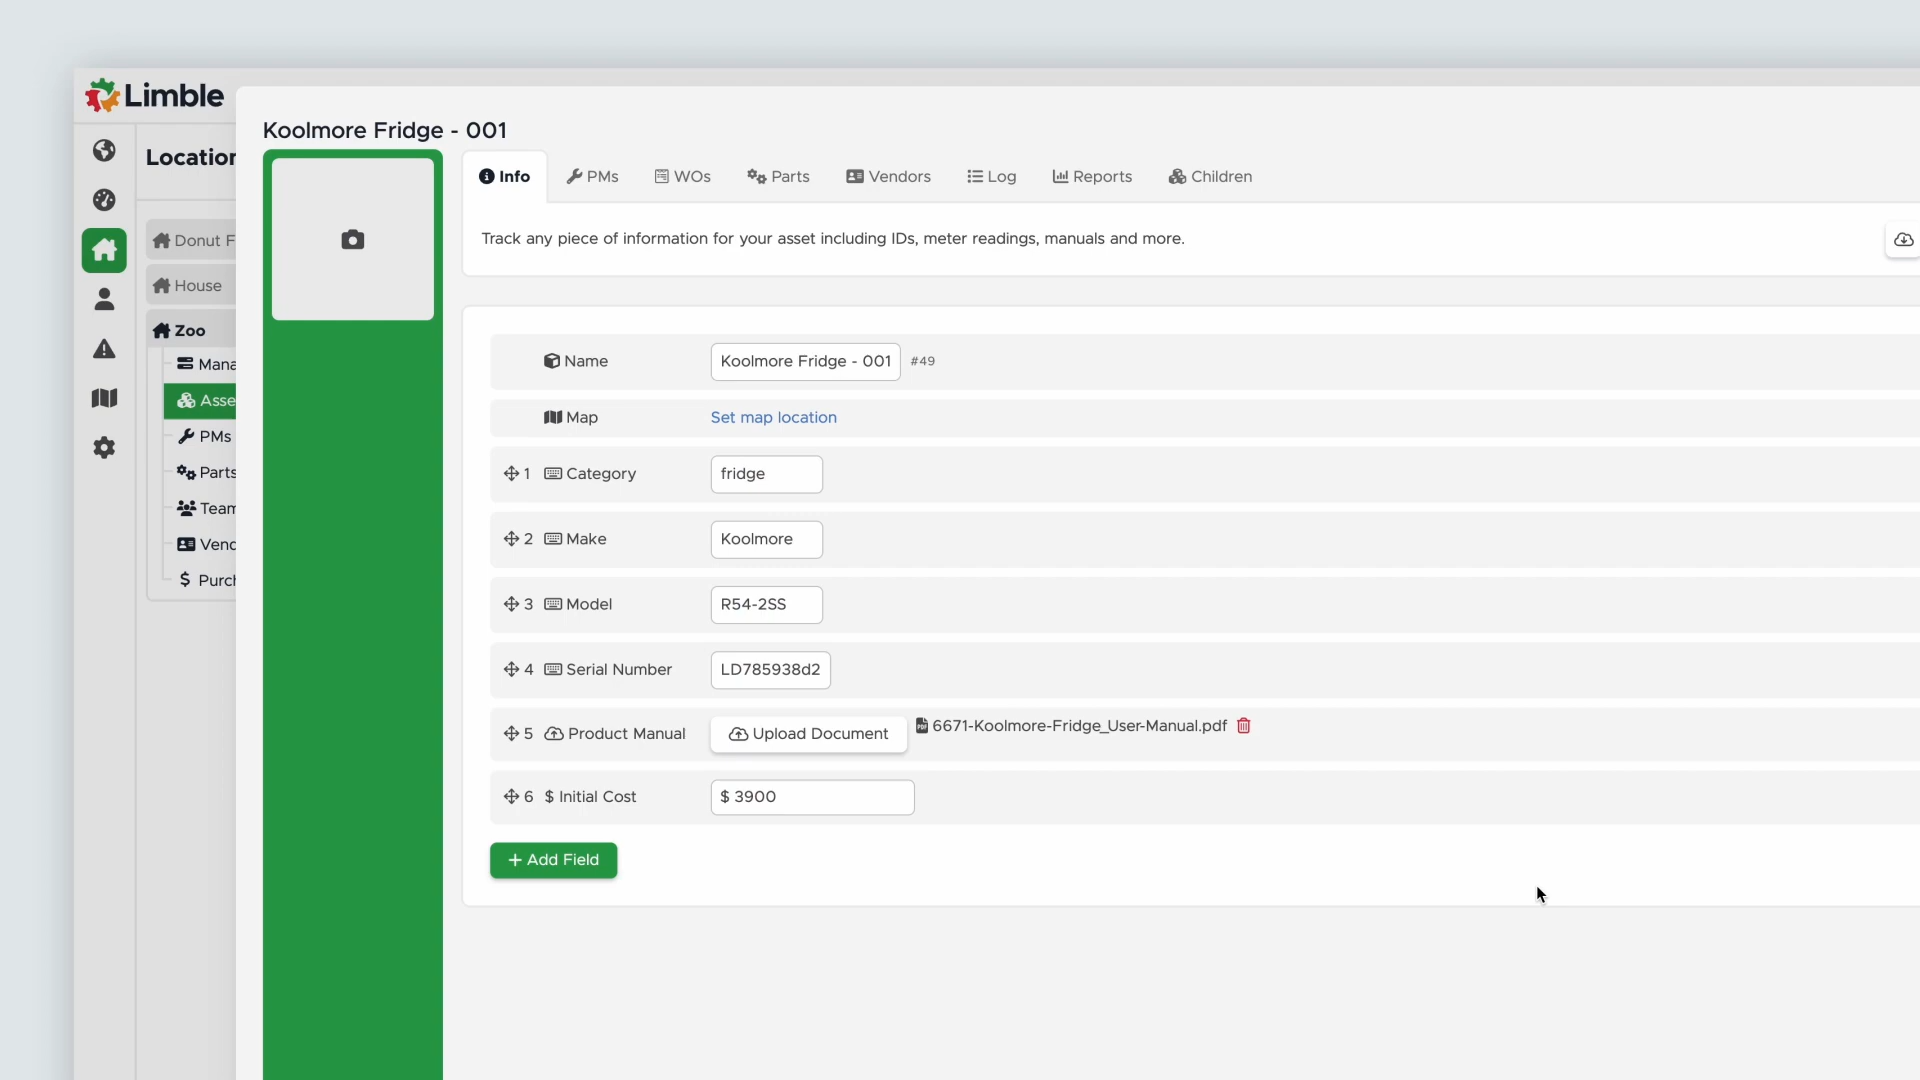 Limble
Koolmore Fridge - 001
Location
Info PMs WOs Parts Vendors Log Reports Children
Track any piece of information for your asset including IDs, meter readings, manuals and more.
Donut F
House
Zoo
Mana
Asse
PMs
Parts
Team
Vend
Purch
Name Koolmore Fridge - 001 #49
Map Set map location
1 Category fridge
2 Make Koolmore
3 Model R54-2SS
4 Serial Number LD785938d2
5 Product Manual Upload Document 6671-Koolmore-Fridge_User-Manual.pdf
6 $ Initial Cost $ 3900
+ Add Field